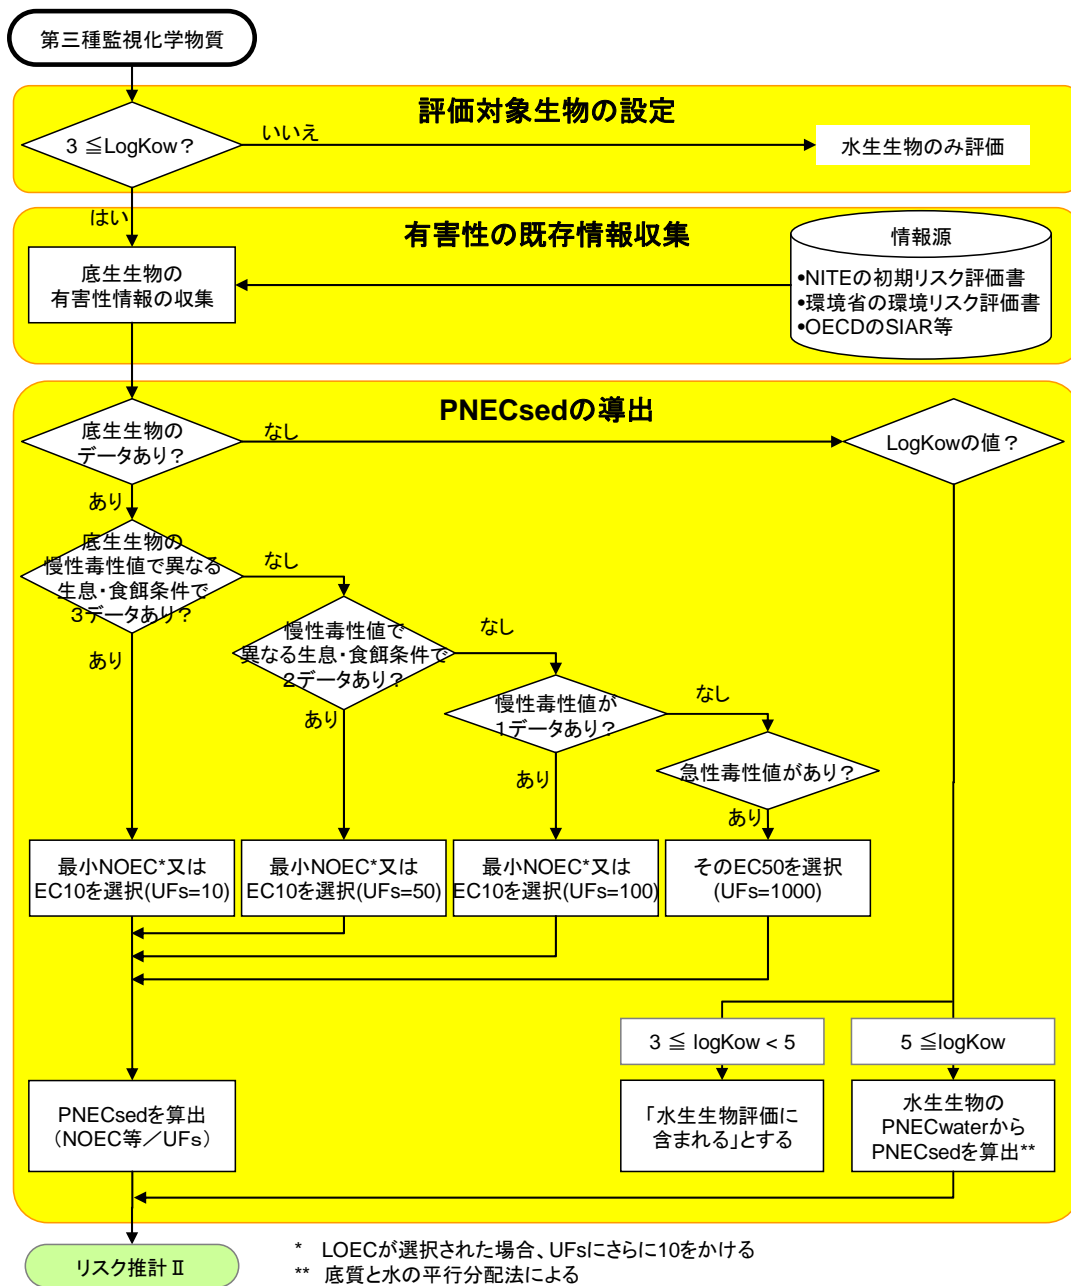 第三種監視化学物質
評価対象生物の設定
3 ≦LogKow？
いいえ
水生生物のみ評価
はい
有害性の既存情報収集
底生生物の
有害性情報の収集
情報源
•NITEの初期リスク評価書
•環境省の環境リスク評価書
•OECDのSIAR等
PNECsedの導出
底生生物の
データあり？
なし
LogKowの値？
あり
底生生物の
慢性毒性値で異なる
生息・食餌条件で
３データあり？
なし
あり
慢性毒性値で
異なる生息・食餌条件で
２データあり？
なし
あり
慢性毒性値が
１データあり？
なし
あり
急性毒性値があり？
あり
最小NOEC*又は
EC10を選択(UFs=10)
最小NOEC*又は
EC10を選択(UFs=50)
最小NOEC*又は
EC10を選択(UFs=100)
そのEC50を選択
(UFs=1000)
3 ≦ logKow < 5
5 ≦logKow
PNECsedを算出
（NOEC等／UFs）
「水生生物評価に
含まれる」とする
水生生物の
PNECwaterから
PNECsedを算出**
リスク推計Ⅱ
* LOECが選択された場合、UFsにさらに10をかける
** 底質と水の平行分配法による